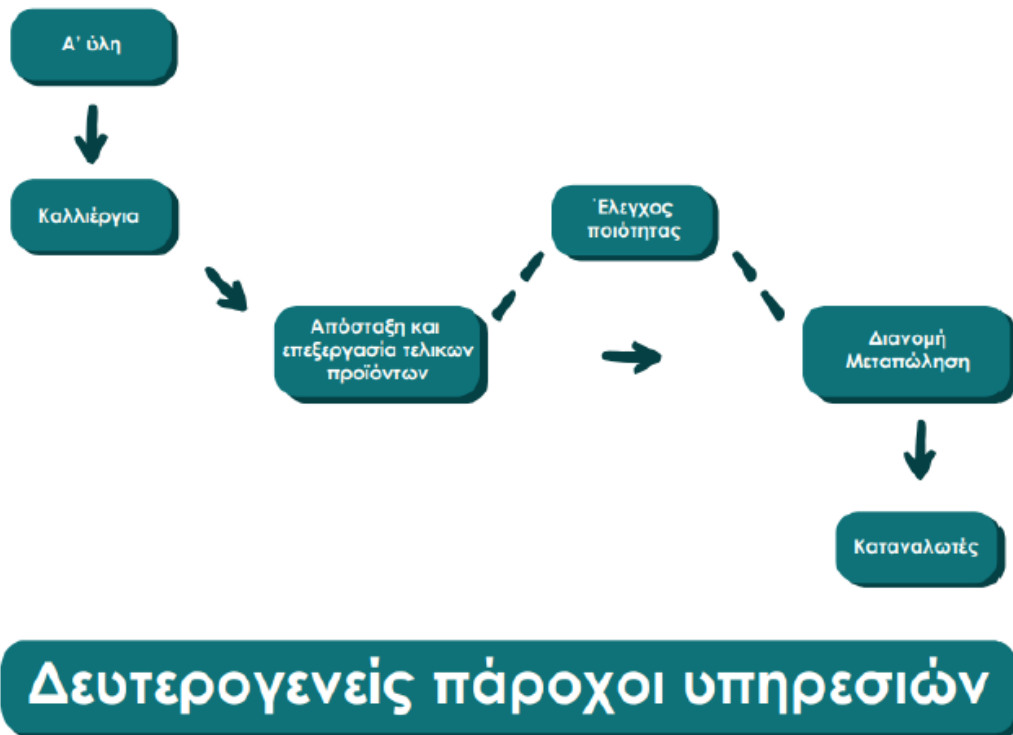 Α' ύλη
Καλλιέργια
Έλεγχος
ποιότητας
Απόσταξη και
επεξεργασία τελικων
προϊόντων
Διανομή
Μεταπώληση
Καταναλωτές
Δευτερογενείς πάροχοι υπηρεσιών